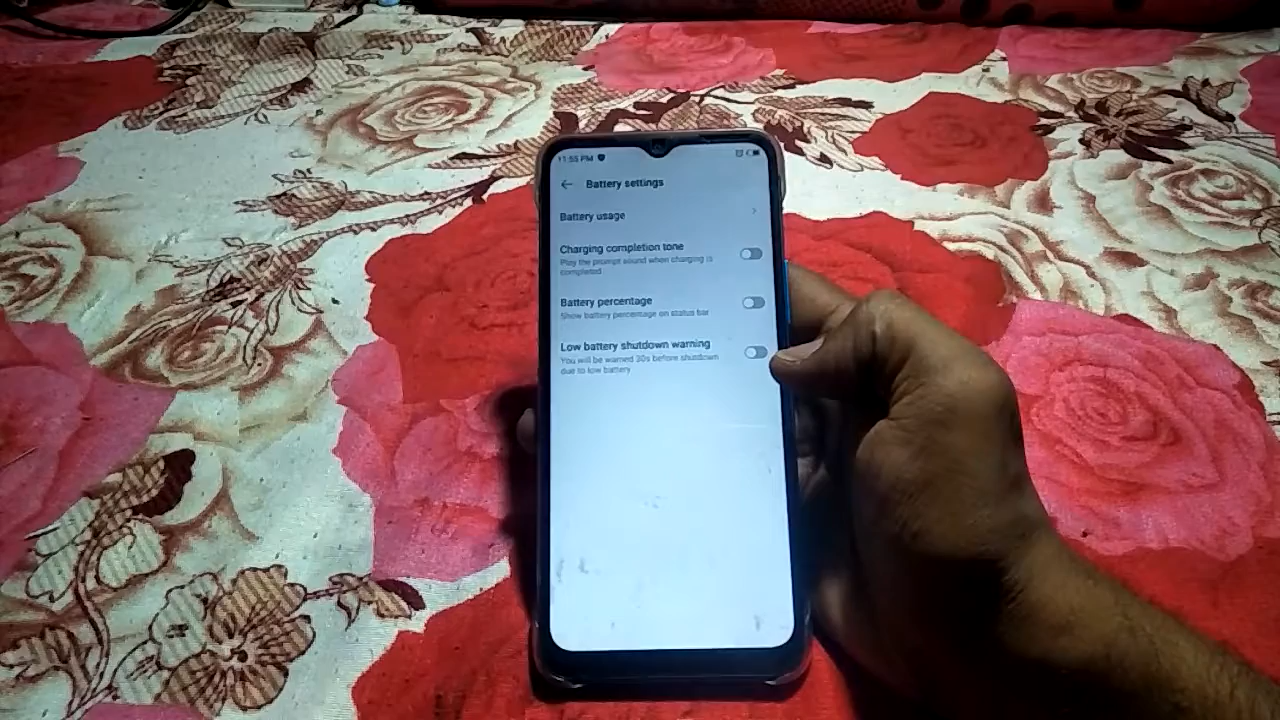 11:55 PM
Battery settings
Battery usage
Charging completion tone
Play the prompt sound when charging is
completed
Battery percentage
Show battery percentage on status bar
Low battery shutdown warning
You will be warned 30s before shutdown
due to low battery